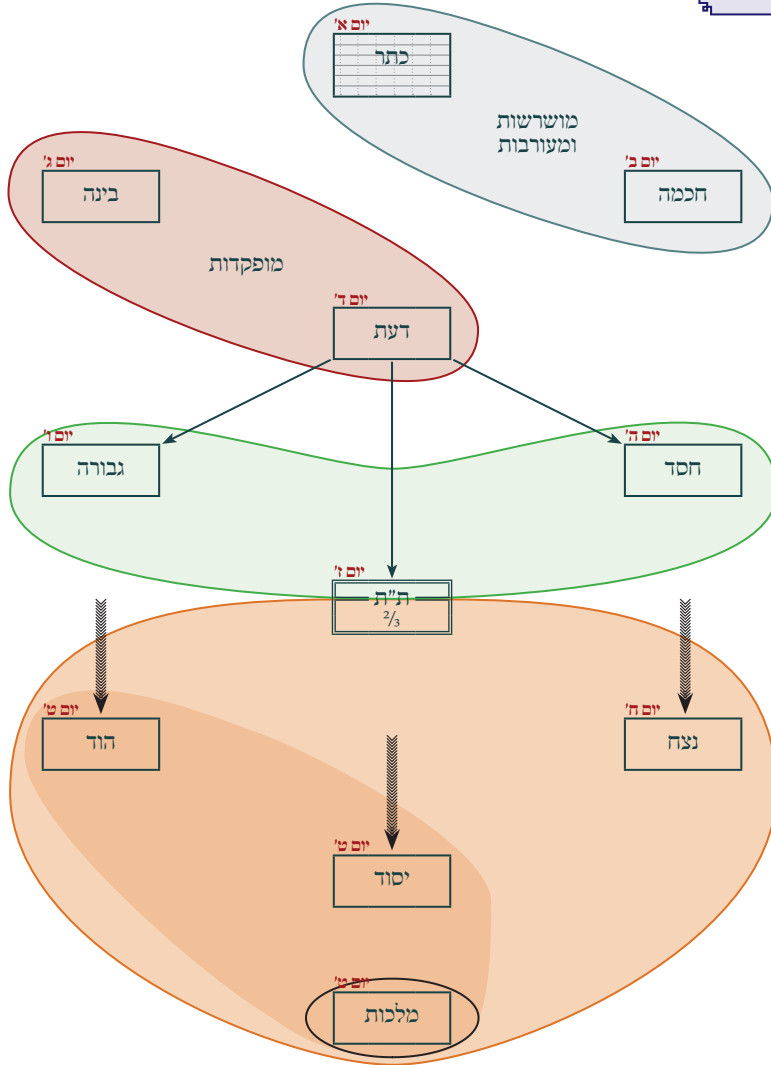 יום א'
כתר
מושרשות
ומעורבות
יום ב'
חכמה
יום ג'
בינה
מופקדות
יום ד'
דעת
יום ה'
חסד
יום ו'
גבורה
יום ז'
ת"ת
2/3
יום ח'
נצח
יום ט'
הוד
יום ט'
יסוד
יום ט'
מלכות